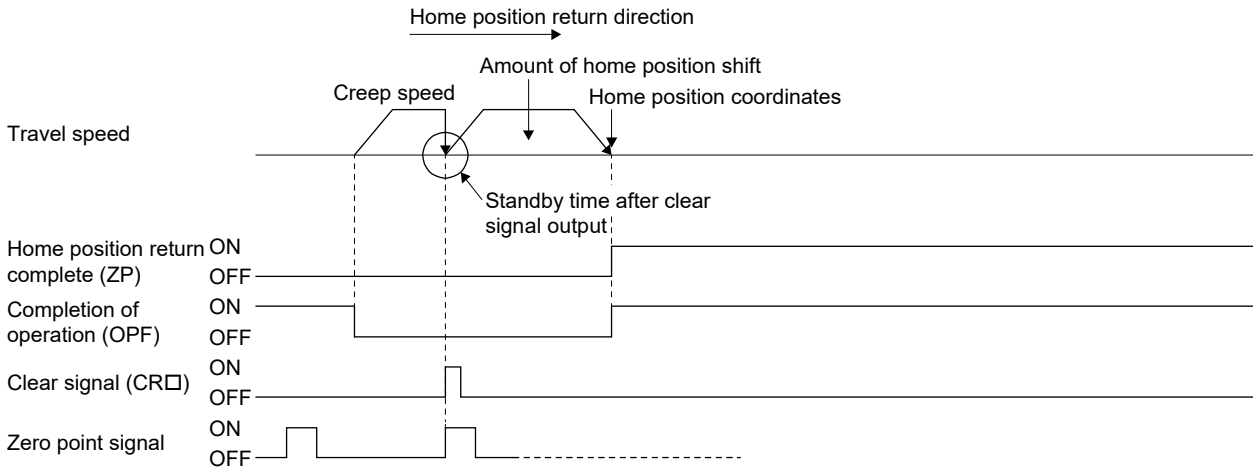 Home position return direction
Amount of home position shift
Creep speed
Home position coordinates
Travel speed
Standby time after clear
signal output
Home position return
complete (ZP)
ON
OFF
Completion of
operation (OPF)
ON
OFF
Clear signal (CR□)
ON
OFF
Zero point signal
ON
OFF